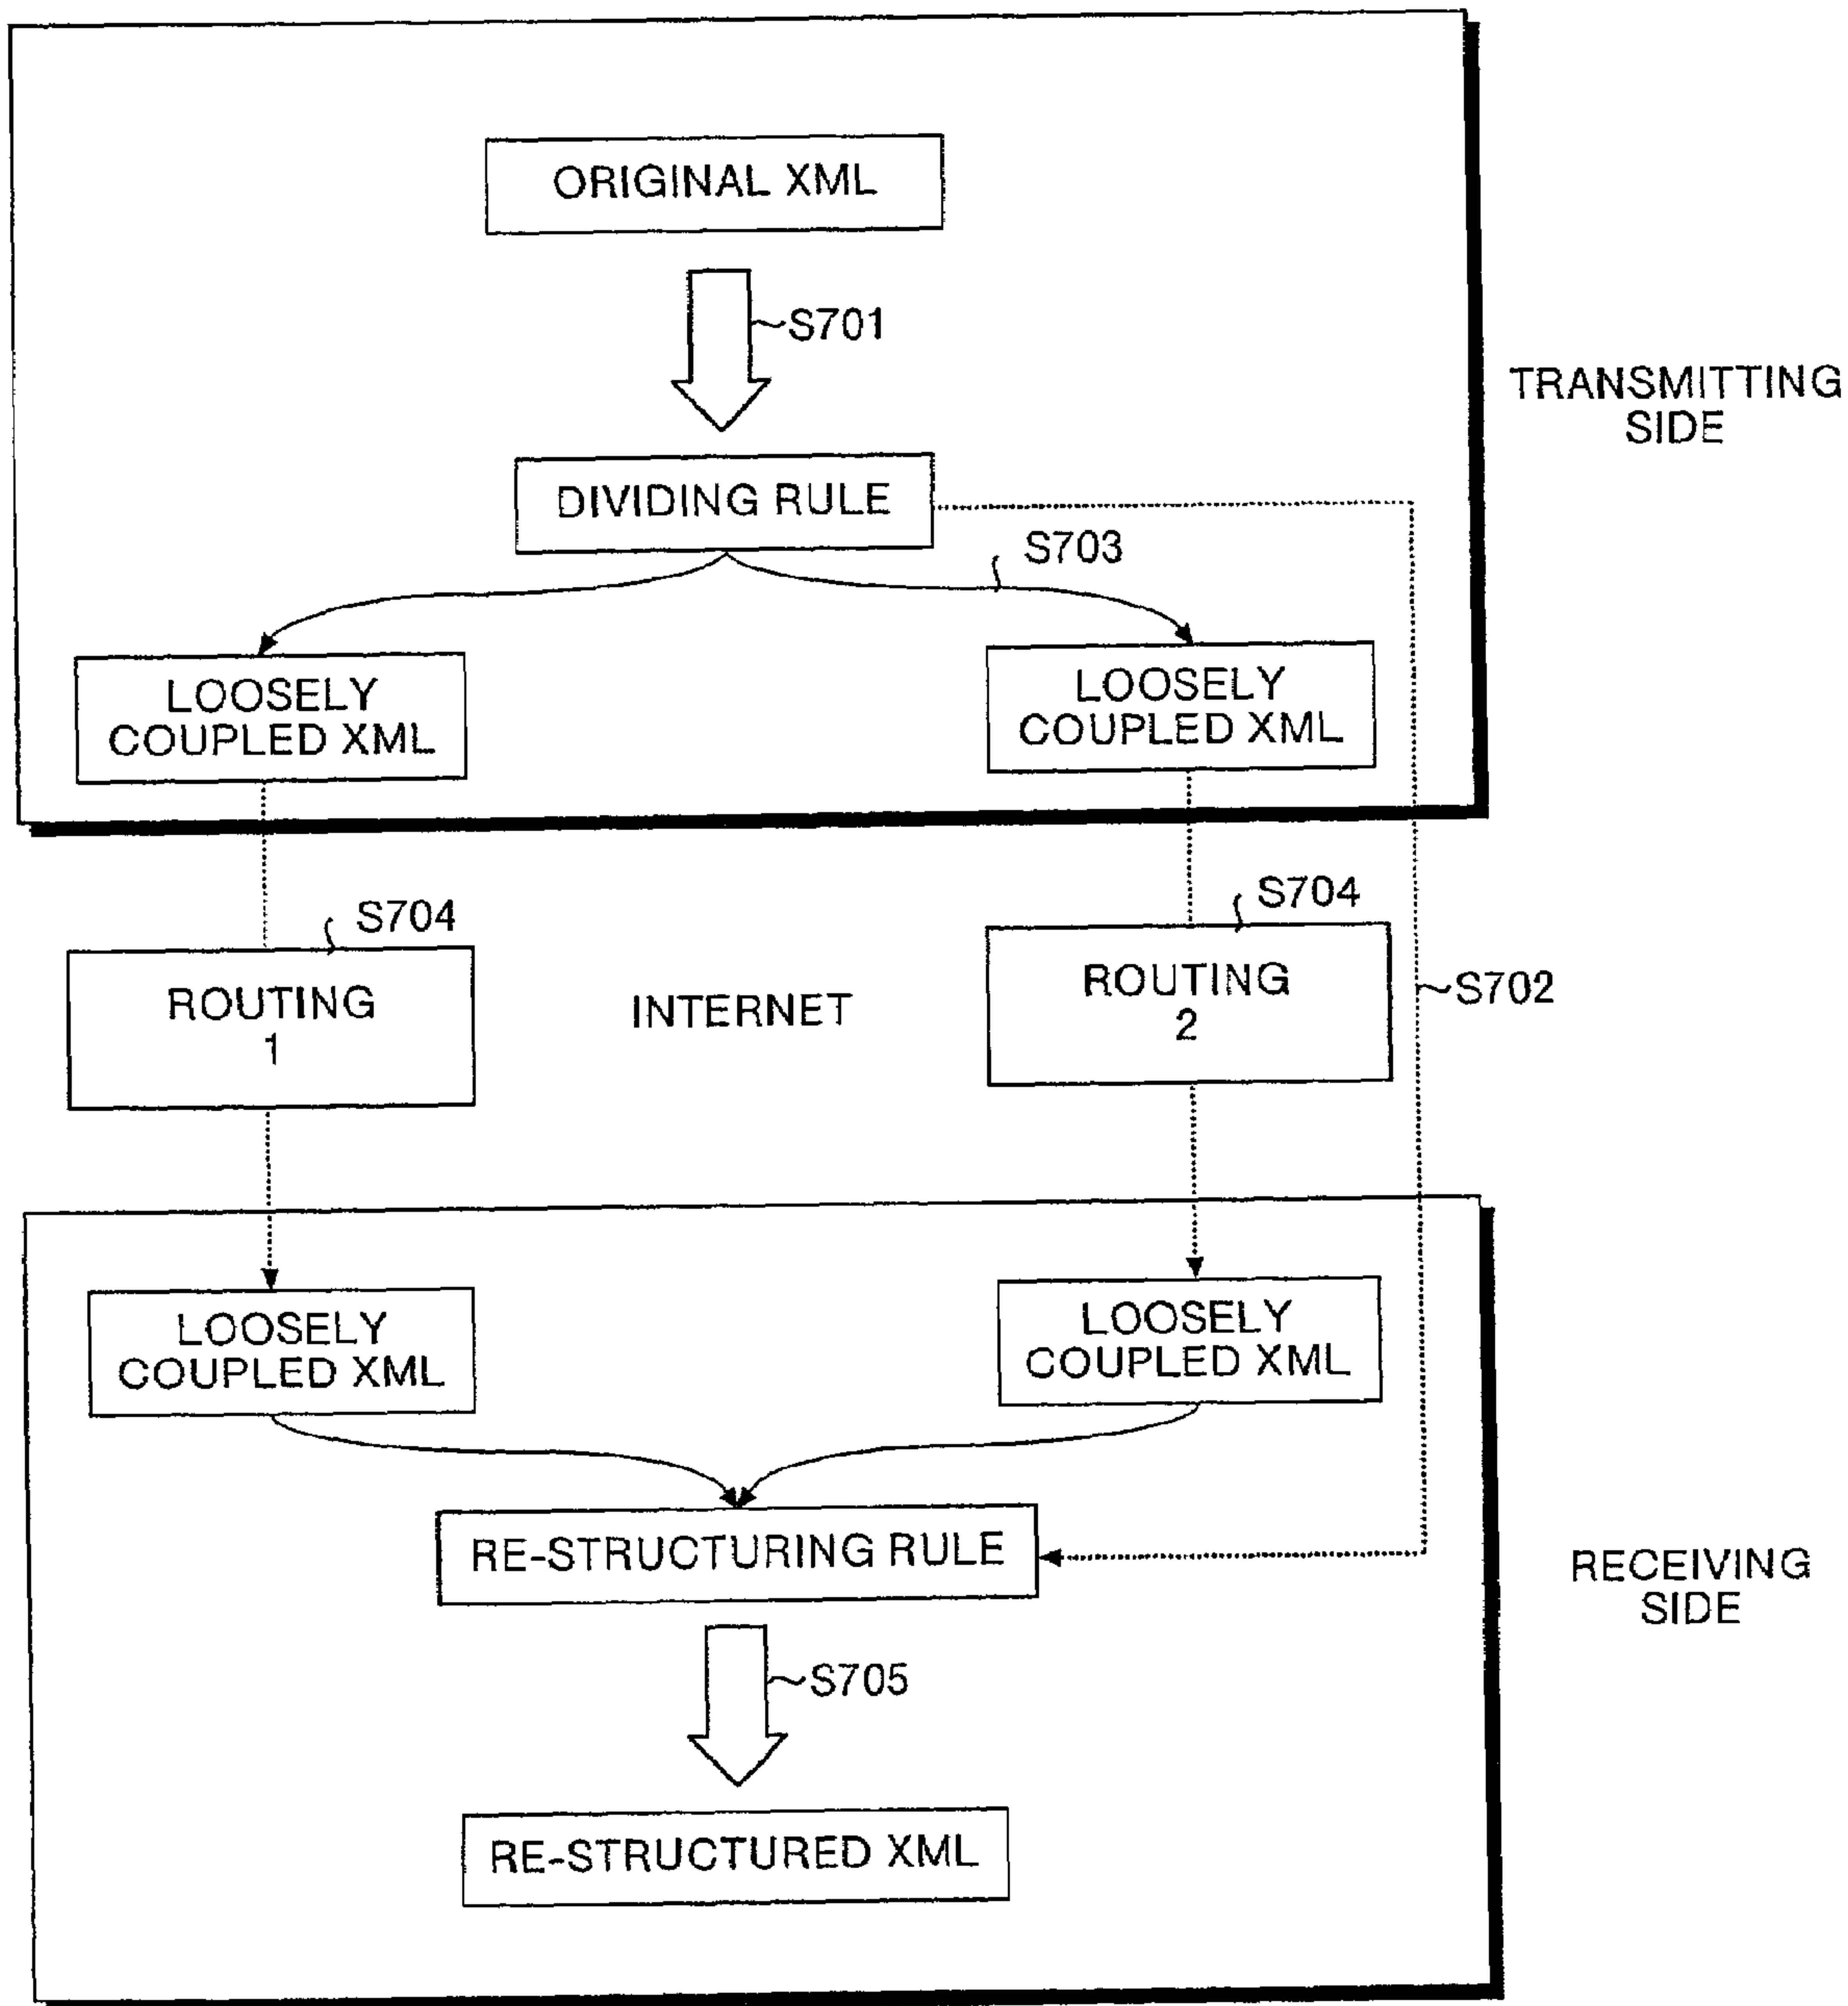 ORIGINAL XML
S701
TRANSMITTING
SIDE
DIVIDING RULE
S703
LOOSELY
COUPLED XML
LOOSELY
COUPLED XML
S704
S704
ROUTING
1
INTERNET
ROUTING
2
S702
LOOSELY
COUPLED XML
LOOSELY
COUPLED XML
RE-STRUCTURING RULE
RECEIVING
SIDE
S705
RE-STRUCTURED XML